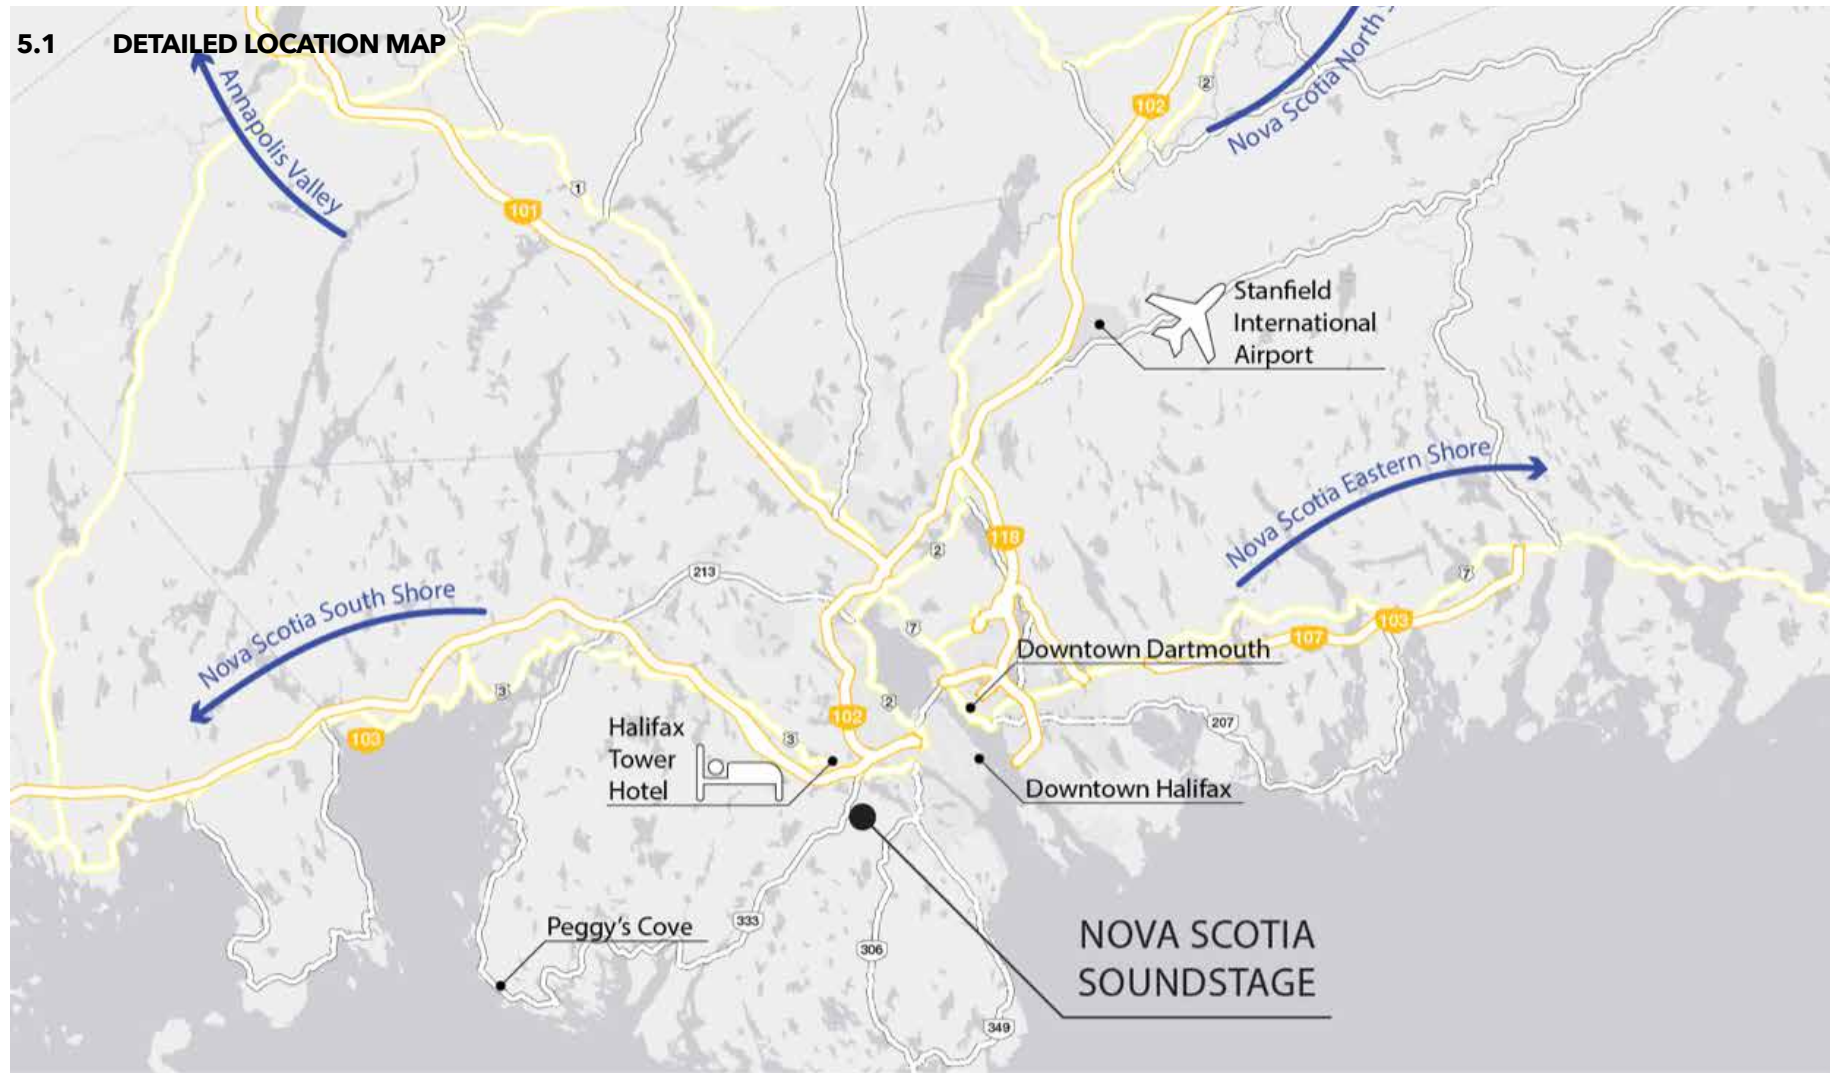 5.1 DETAILED LOCATION MAP
Nova Scotia North
2
102
Annapolis Valley
1
101
Stanfield
International
Airport
Nova Scotia Eastern Shore
118
2
213
7
Nova Scotia South Shore
7
103
107
Downtown Dartmouth
3
2
102
207
Halifax
Tower
Hotel
3
103
Downtown Halifax
333
Peggy’s Cove
306
NOVA SCOTIA
SOUNDSTAGE
349